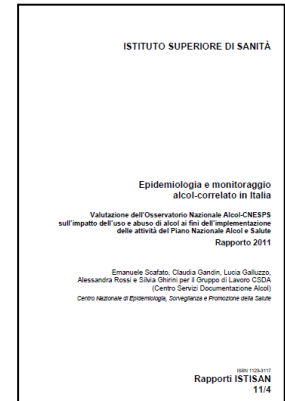 ISTITUTO SUPERIORE DI SANITÀ
Epidemiologia e monitoraggio
alcol-correlato in Italia
Valutazione dell'Osservatorio Nazionale Alcol-CNESPS
sull'impatto dell'uso e abuso di alcol ai fini dell'implementazione
delle attività del Piano Nazionale Alcol e Salute
Rapporto 2011
Emanuele Scafato, Claudia Gandin, Lucia Galluzzo,
Alessandra Rossi e Silvia Ghirini per il Gruppo di Lavoro CSDA
(Centro Servizi Documentazione Alcol)
Centro Nazionale di Epidemiologia, Sorveglianza e Promozione della Salute
ISSN 1123-3117
Rapporti ISTISAN
11/4